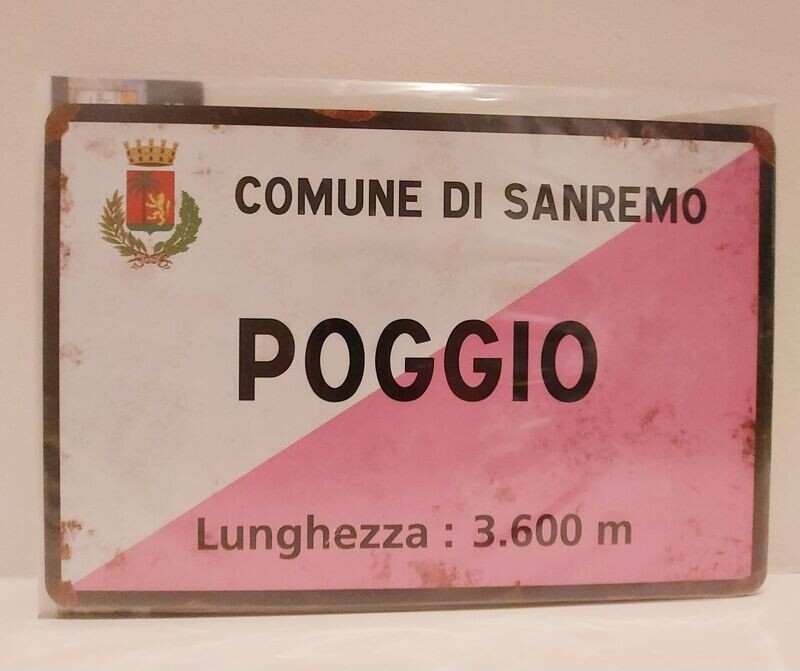 COMUNE DI SANREMO
POGGIO
Lunghezza : 3.600 m